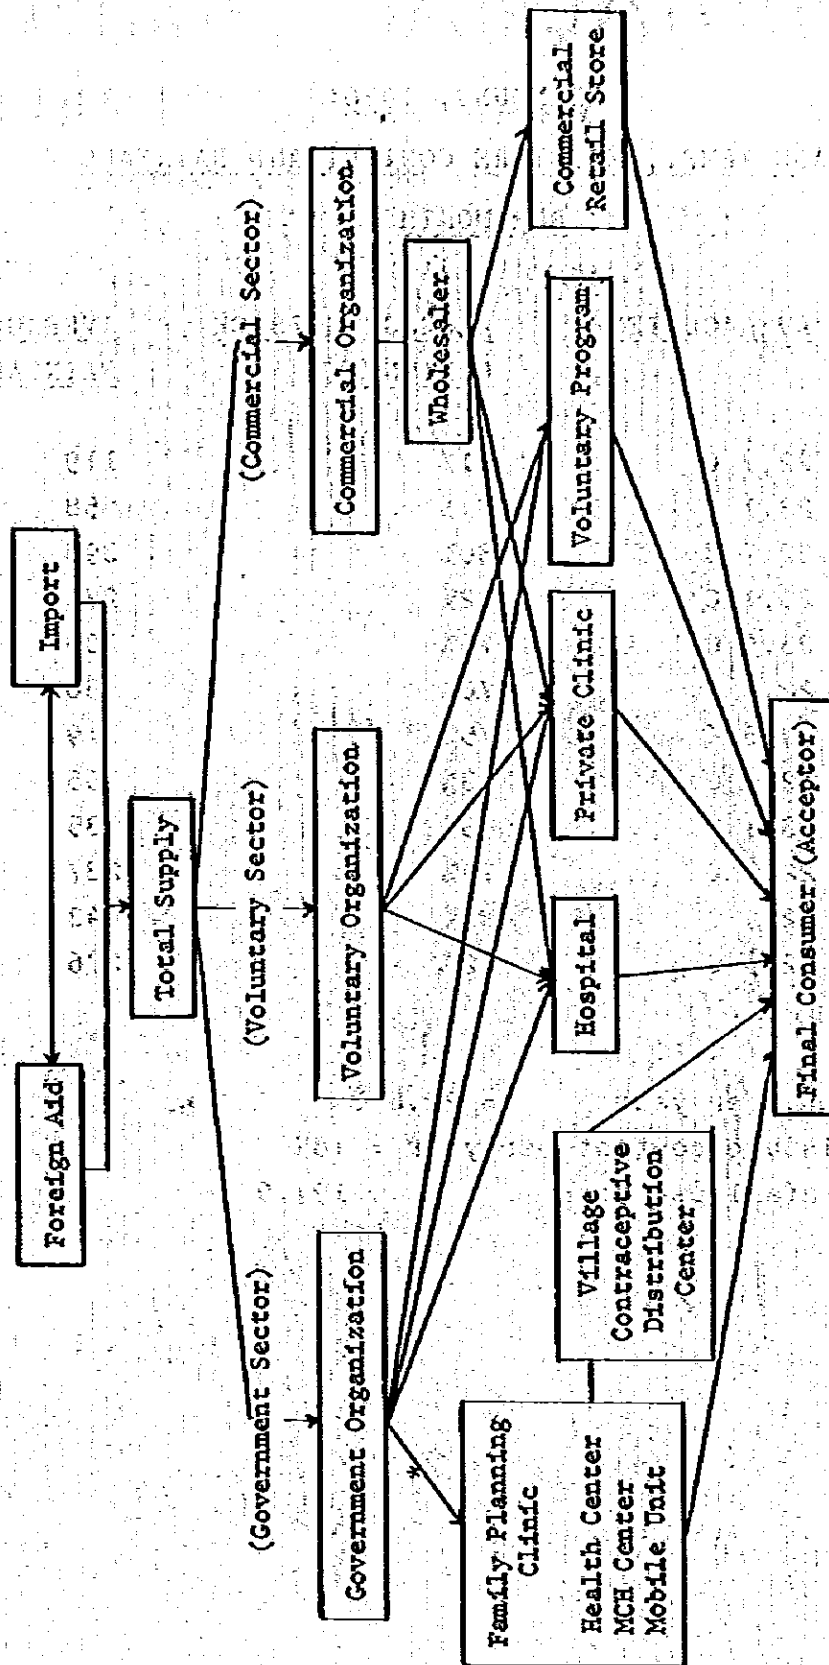 Foreign Aid
Import
Total Supply
(Government Sector)
(Voluntary Sector)
(Commercial Sector)
Government Organization
Voluntary Organization
Commercial Organization
Wholesaler
Family Planning
Clinic
Health Center
MCH Center
Mobile Unit
Village
Contraceptive
Distribution
Center
Hospital
Private Clinic
Voluntary Program
Commercial
Retail Store
Final Consumer (Acceptor)